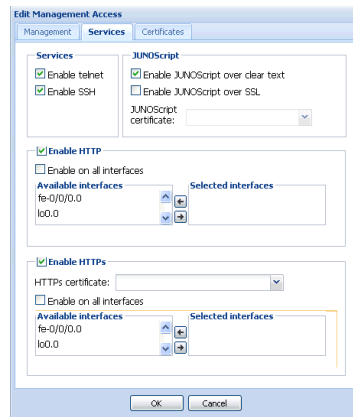 Edit Management Access
Management Services Certificates
Services
Enable telnet
Enable SSH
JUNOScript
Enable JUNOScript over clear text
Enable JUNOScript over SSL
JUNOScript
certificate:
Enable HTTP
Enable on all interfaces
Available interfaces
fe-0/0/0.0
lo0.0
Selected interfaces
Enable HTTPs
HTTPs certificate:
Enable on all interfaces
Available interfaces
fe-0/0/0.0
lo0.0
Selected interfaces
OK Cancel